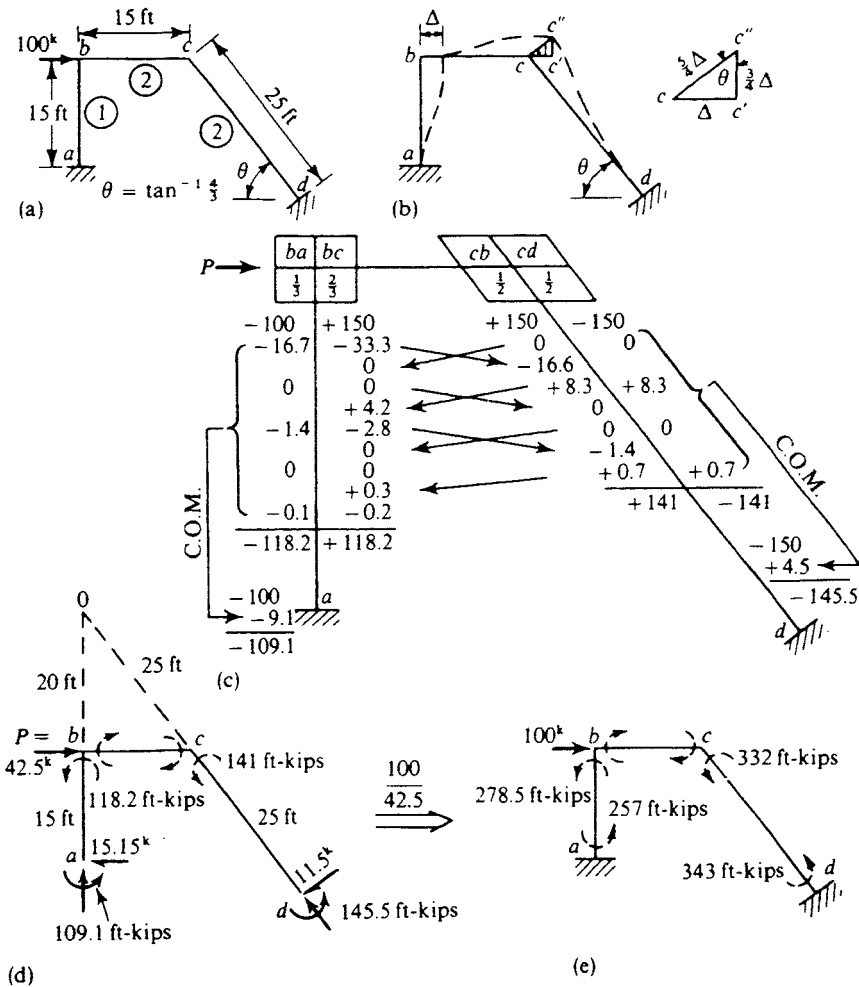 15 ft
100ᵏ b c
② 
15 ft ① 25 ft
②
a
θ = tan⁻¹ 4/3 θ d
(a)
Δ c″
b c c′
a θ d
(b)
c″
5/4 Δ θ 3/4 Δ
c Δ c′
P ba bc cb cd
1/3 2/3 1/2 1/2
−100 +150 +150 −150
−16.7 −33.3 0 0
0 −16.6
0 0 +8.3 +8.3
+4.2 0
−1.4 −2.8 0 0
0 −1.4
0 0 +0.7 +0.7
+0.3 +141 −141
−0.1 −0.2
−118.2 +118.2
C.O.M.
C.O.M.
−150
+4.5
−145.5
−100 a
−9.1
−109.1
d
(c)
0
20 ft 25 ft
P = b c
42.5ᵏ 141 ft-kips
118.2 ft-kips
15 ft 25 ft
a 15.15ᵏ 11.5ᵏ
d 145.5 ft-kips
109.1 ft-kips
(d)
100
42.5
100ᵏ b c
332 ft-kips
278.5 ft-kips
257 ft-kips
a
343 ft-kips d
(e)